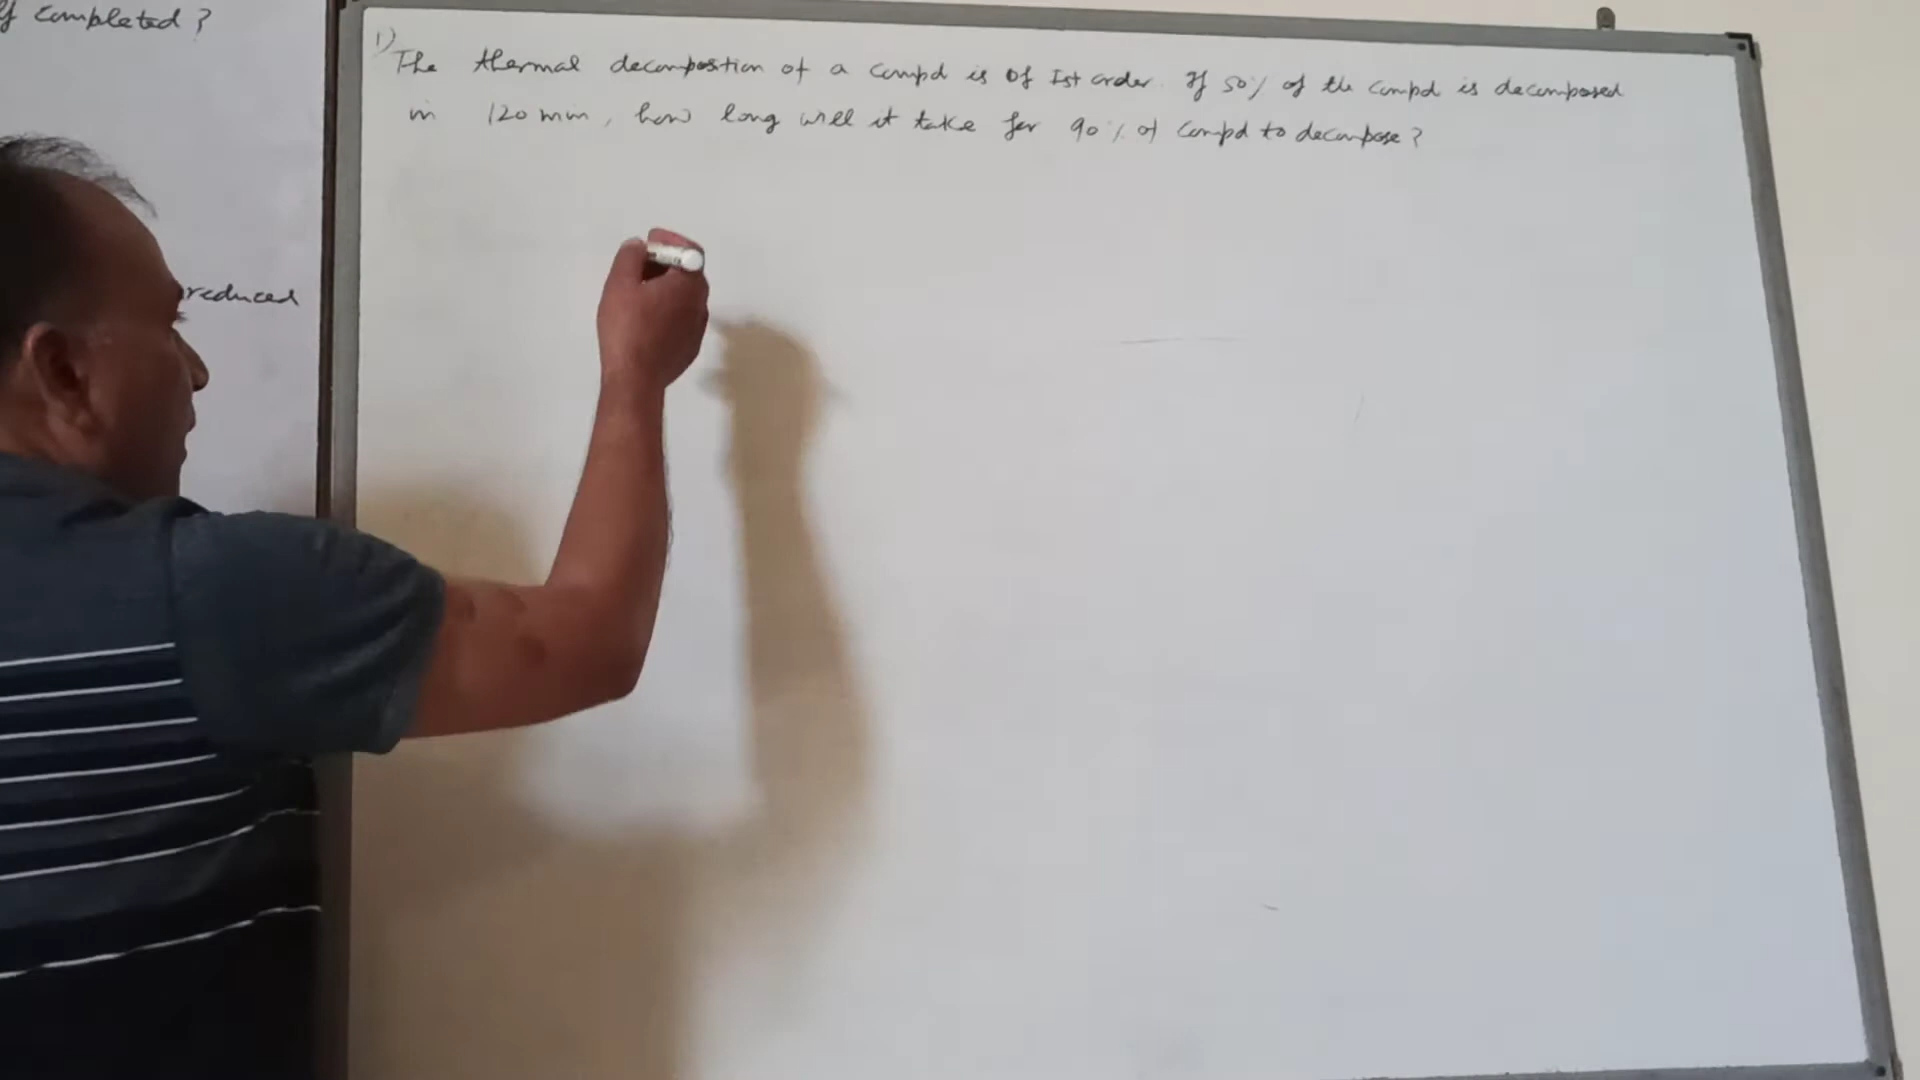 completed ?
reduced
1)
The thermal decompostion of a compd is of Ist order. If 50% of the compd is decomposed
in 120 min, how long will it take for 90% of compd to decompose?